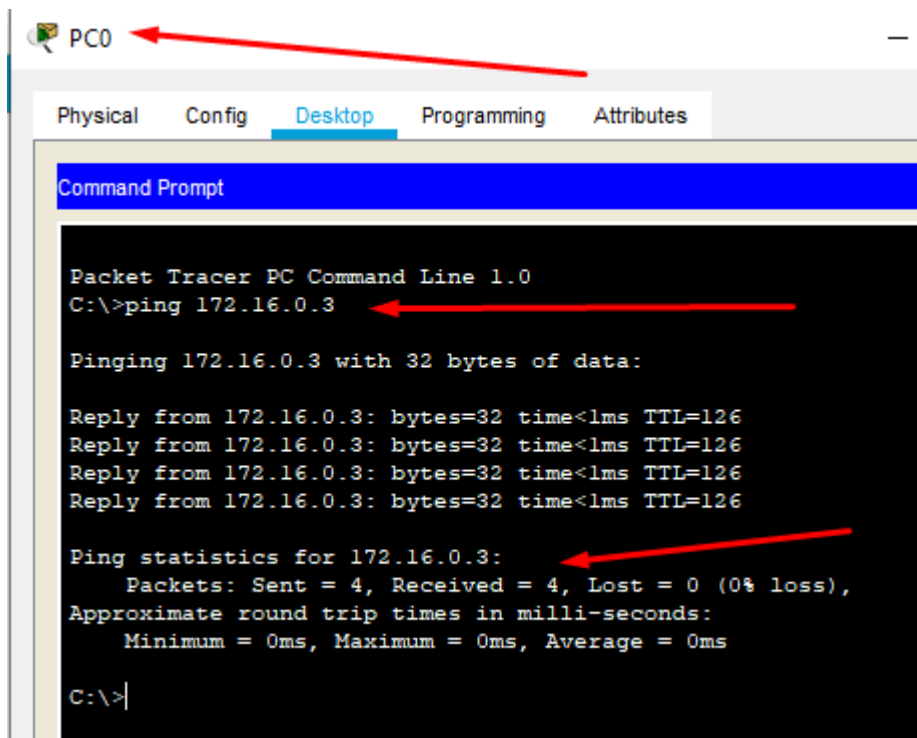 PC0
Physical Config Desktop Programming Attributes
Command Prompt
Packet Tracer PC Command Line 1.0
C:\>ping 172.16.0.3
Pinging 172.16.0.3 with 32 bytes of data:
Reply from 172.16.0.3: bytes=32 time<1ms TTL=126
Reply from 172.16.0.3: bytes=32 time<1ms TTL=126
Reply from 172.16.0.3: bytes=32 time<1ms TTL=126
Reply from 172.16.0.3: bytes=32 time<1ms TTL=126
Ping statistics for 172.16.0.3:
Packets: Sent = 4, Received = 4, Lost = 0 (0% loss),
Approximate round trip times in milli-seconds:
Minimum = 0ms, Maximum = 0ms, Average = 0ms
C:\>